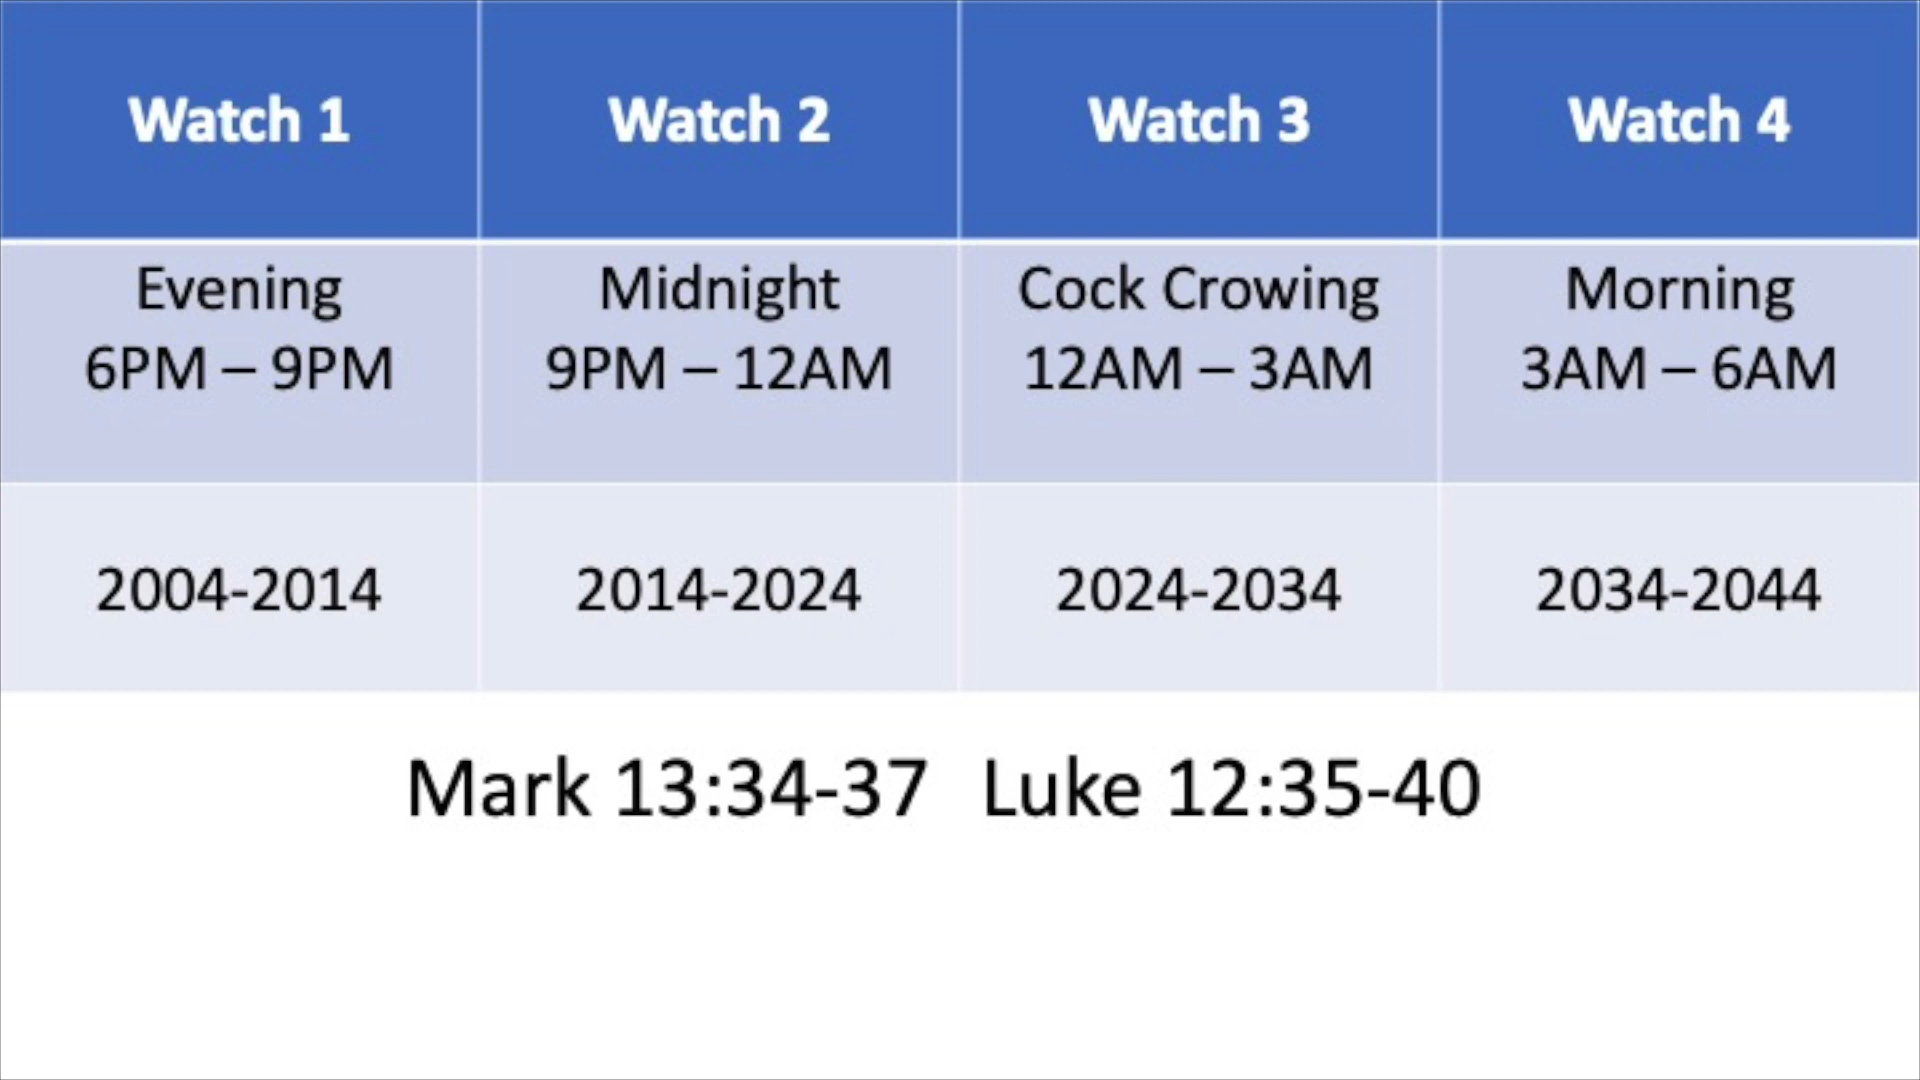 Watch 1 Watch 2 Watch 3 Watch 4
Evening Midnight Cock Crowing Morning
6PM – 9PM 9PM – 12AM 12AM – 3AM 3AM – 6AM
2004-2014 2014-2024 2024-2034 2034-2044
Mark 13:34-37 Luke 12:35-40